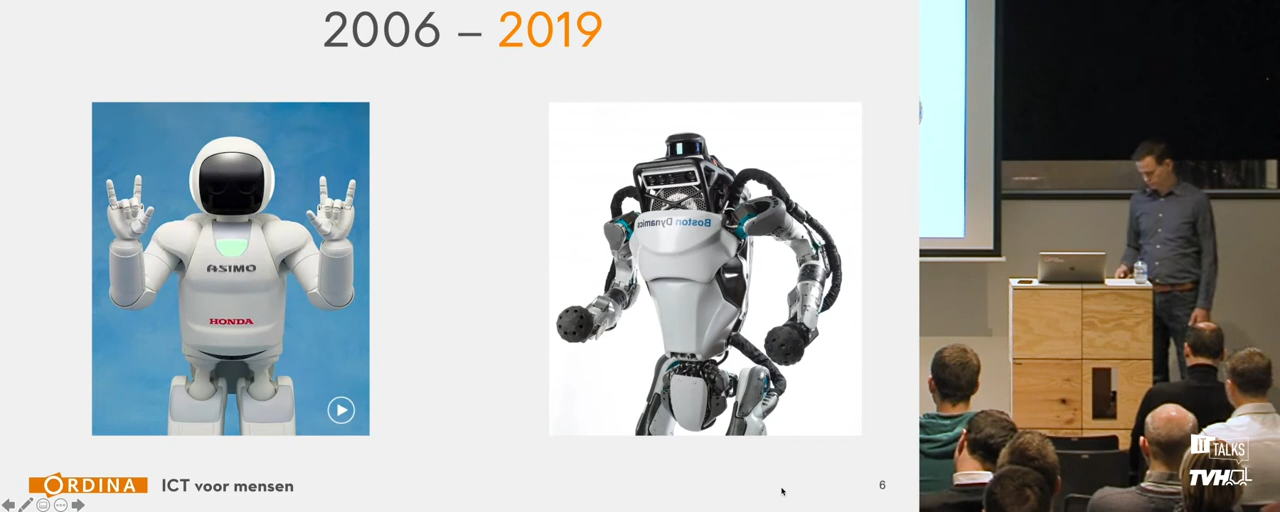 2006 – 2019
ASIMO
HONDA
Boston Dynamics
ORDINA
ICT voor mensen
6
IT TALKS
TVH